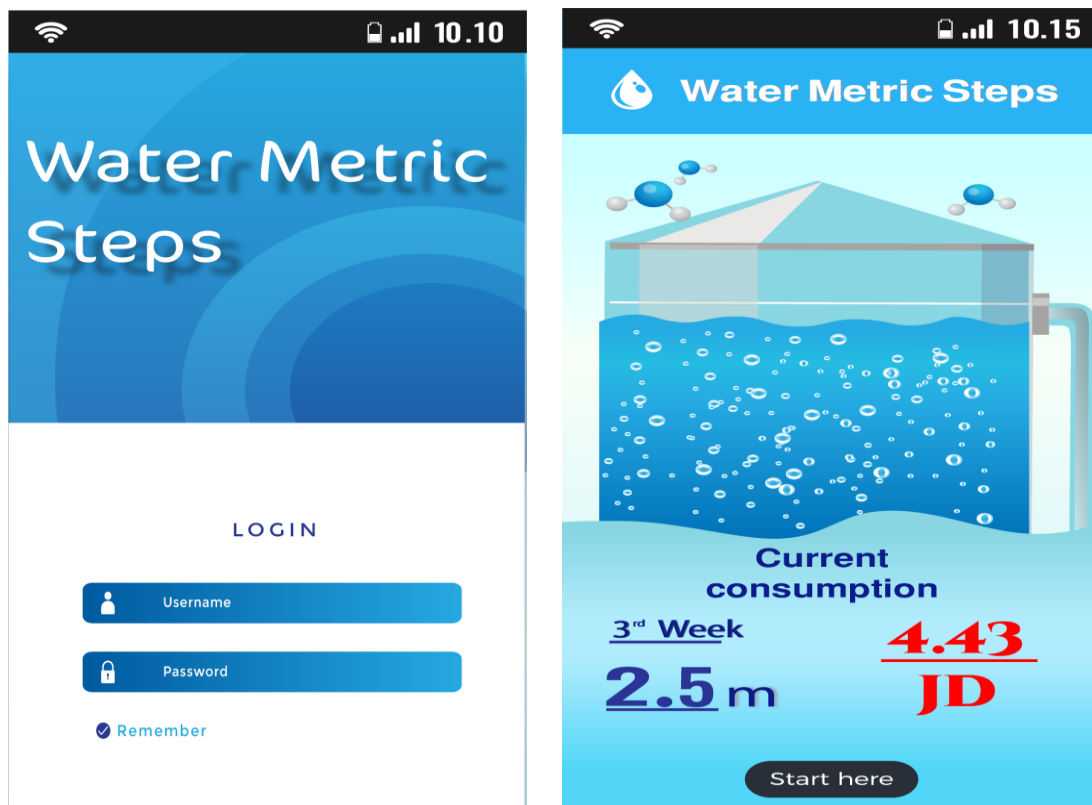 10.10
Water Metric
Steps
LOGIN
Username
Password
Remember
10.15
Water Metric Steps
Current
consumption
3rd Week
2.5 m
4.43
JD
Start here